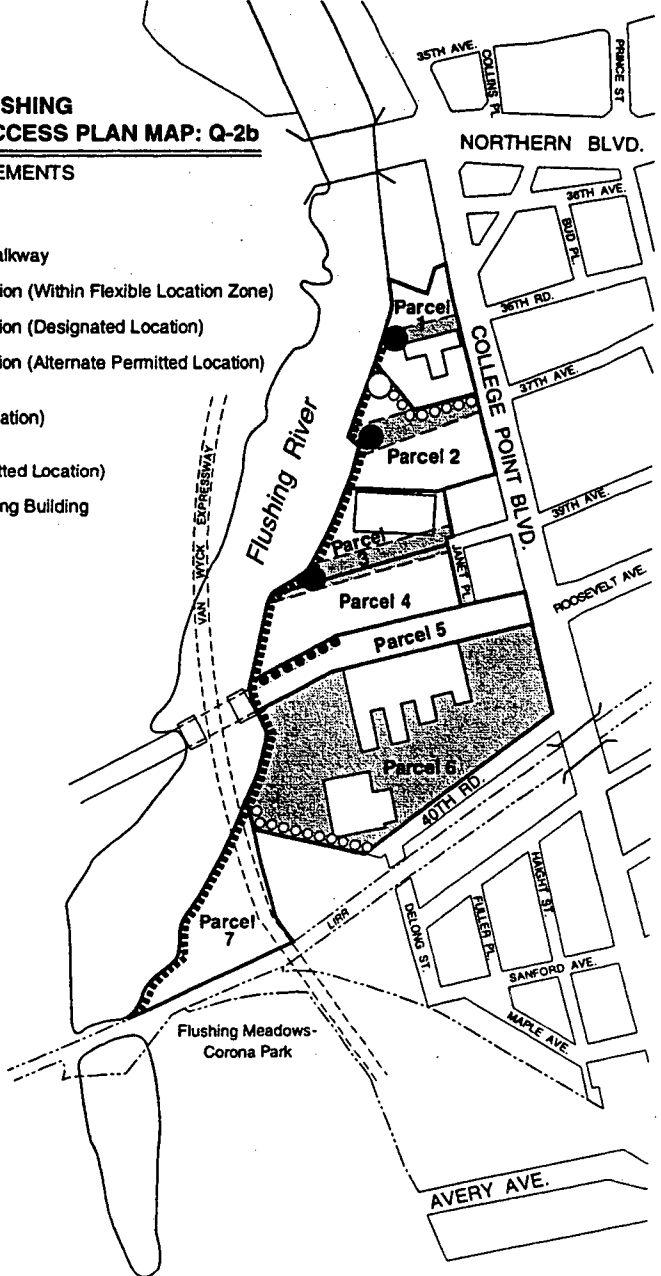 SHING
CCESS PLAN MAP: Q-2b
EMENTS
alkway
ion (Within Flexible Location Zone)
ion (Designated Location)
ion (Alternate Permitted Location)
ation)
tted Location)
ng Building
35TH AVE.
COLLINS PL.
PRINCE ST
NORTHERN BLVD.
36TH AVE.
BUD PL.
36TH RD.
37TH AVE.
COLLEGE POINT BLVD.
39TH AVE.
ROOSEVELT AVE.
JANET PL.
Parcel
1
Parcel 2
Parcel
3
Parcel 4
Parcel 5
Parcel 6
Parcel
7
Flushing River
VAN WYCK EXPRESSWAY
40TH RD.
LIRR
DELONG ST.
FULLER PL.
HAIGHT ST.
SANFORD AVE.
MAPLE AVE.
Flushing Meadows-
Corona Park
AVERY AVE.